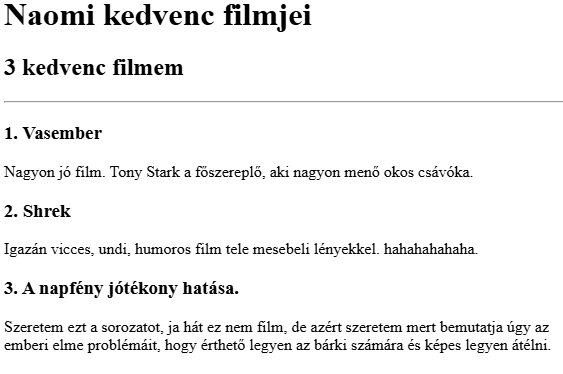 Naomi kedvenc filmjei
3 kedvenc filmem
1. Vasember
Nagyon jó film. Tony Stark a főszereplő, aki nagyon menő okos csávóka.
2. Shrek
Igazán vicces, undi, humoros film tele mesebeli lényekkel. hahahahahaha.
3. A napfény jótékony hatása.
Szeretem ezt a sorozatot, ja hát ez nem film, de azért szeretem mert bemutatja úgy az
emberi elme problémáit, hogy érthető legyen az bárki számára és képes legyen átélni.